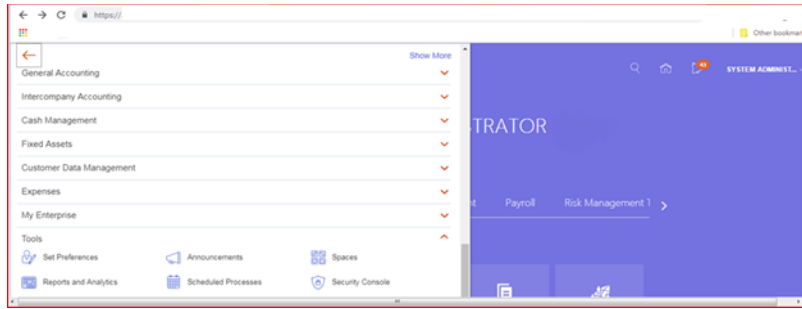 https://
Other bookmar
Show More
General Accounting
Intercompany Accounting
Cash Management
Fixed Assets
Customer Data Management
Expenses
My Enterprise
Tools
Set Preferences Announcements Spaces
Reports and Analytics Scheduled Processes Security Console
SYSTEM ADMINIST...
STRATOR
nt Payroll Risk Management T